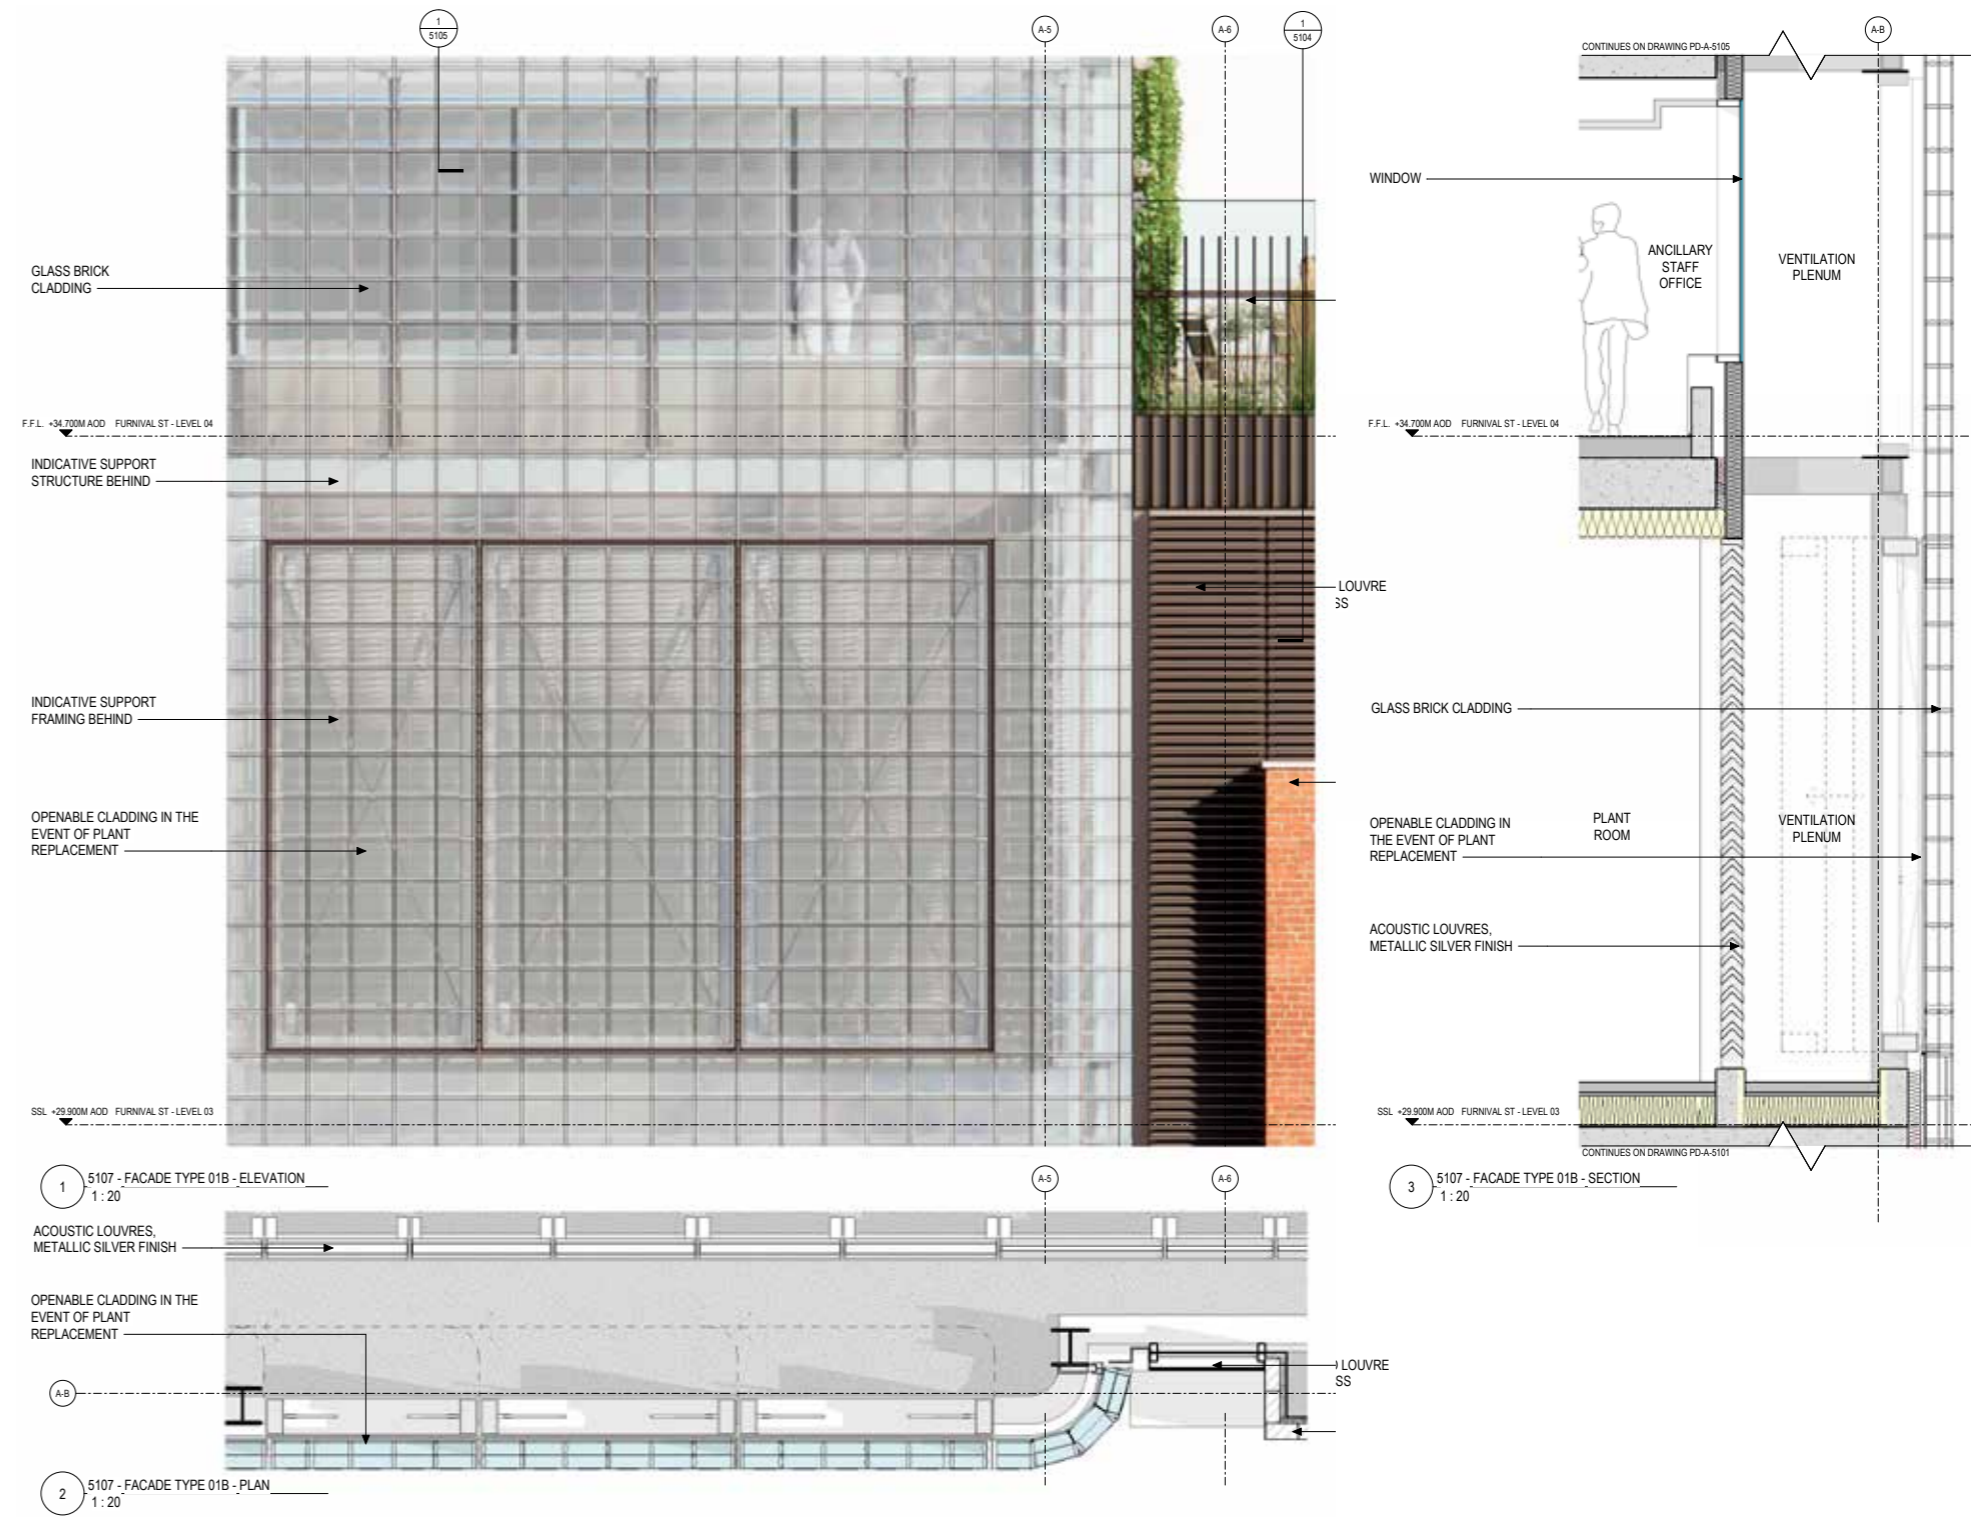 1
5105
A-5
A-6
1
5104
GLASS BRICK
CLADDING
F.F.L. +34.700M AOD FURNIVAL ST - LEVEL 04
INDICATIVE SUPPORT
STRUCTURE BEHIND
LOUVRE
SS
INDICATIVE SUPPORT
FRAMING BEHIND
OPENABLE CLADDING IN THE
EVENT OF PLANT
REPLACEMENT
SSL +29.900M AOD FURNIVAL ST - LEVEL 03
1
5107 - FACADE TYPE 01B - ELEVATION
1 : 20
A-5
A-6
ACOUSTIC LOUVRES,
METALLIC SILVER FINISH
OPENABLE CLADDING IN THE
EVENT OF PLANT
REPLACEMENT
LOUVRE
SS
A-B
2
5107 - FACADE TYPE 01B - PLAN
1 : 20
CONTINUES ON DRAWING PD-A-5105
A-B
WINDOW
ANCILLARY
STAFF
OFFICE
VENTILATION
PLENUM
F.F.L. +34.700M AOD FURNIVAL ST - LEVEL 04
GLASS BRICK CLADDING
OPENABLE CLADDING IN
THE EVENT OF PLANT
REPLACEMENT
PLANT
ROOM
VENTILATION
PLENUM
ACOUSTIC LOUVRES,
METALLIC SILVER FINISH
SSL +29.900M AOD FURNIVAL ST - LEVEL 03
CONTINUES ON DRAWING PD-A-5101
3
5107 - FACADE TYPE 01B - SECTION
1 : 20